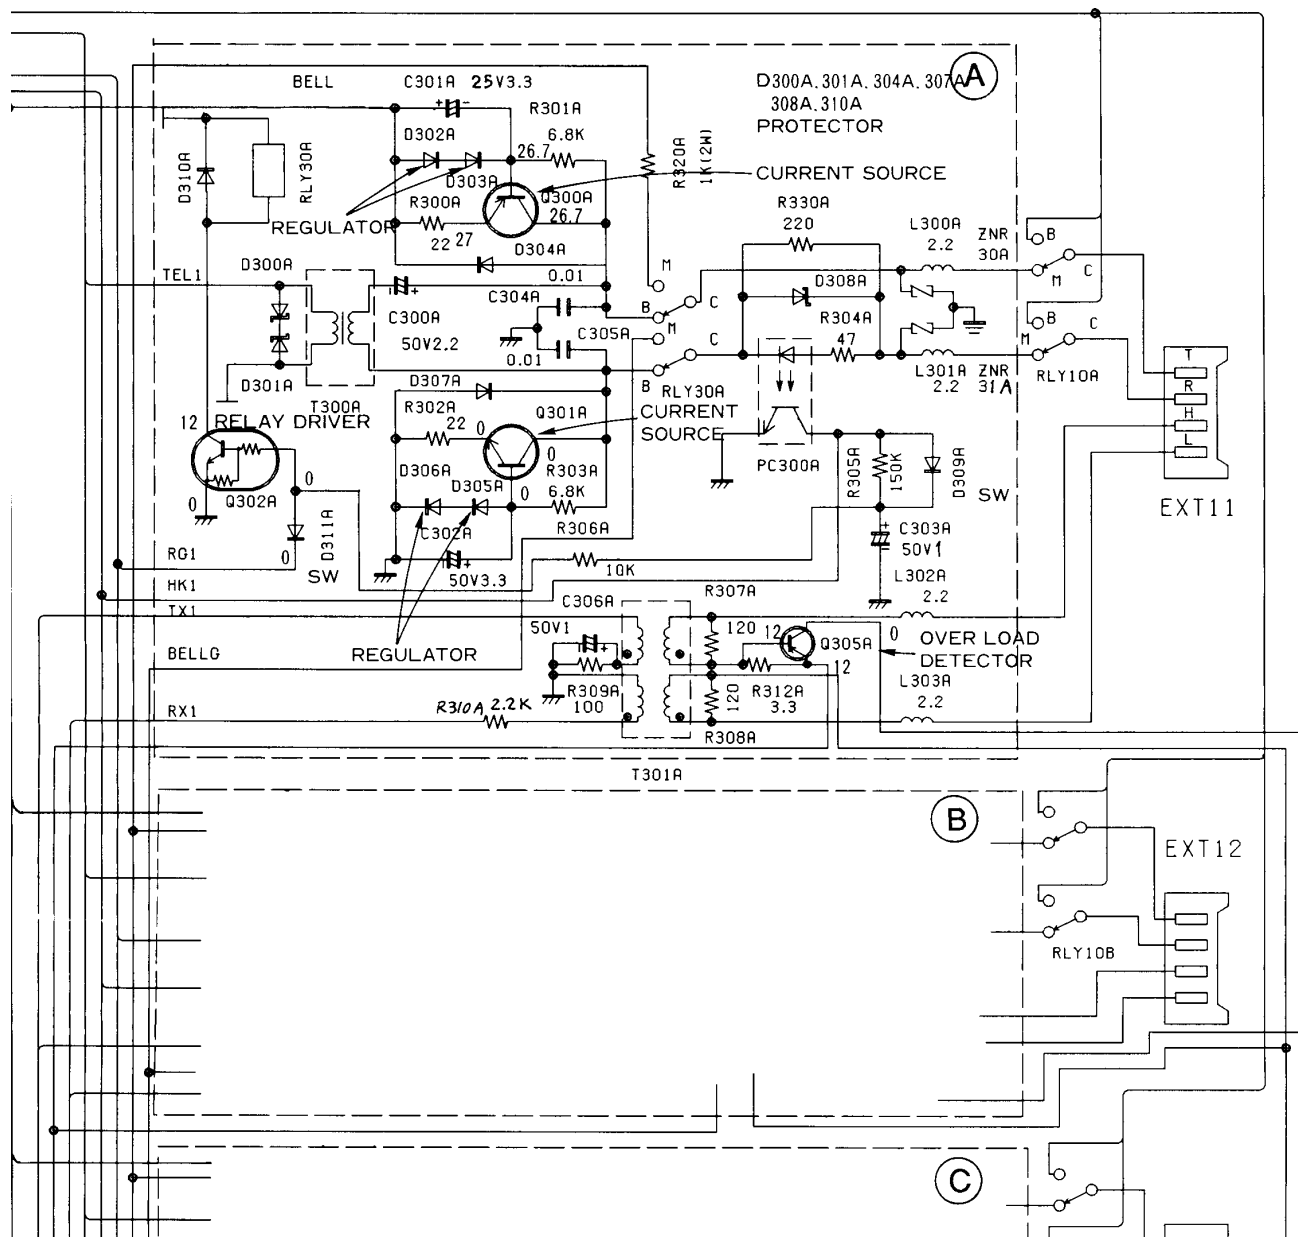 BELL
C301A 25V3.3
R301A
6.8K
D300A.301A.304A.307A
308A.310A
PROTECTOR
A
D302A
D303A
26.7
R320A
1K(2W)
D310A
RLY30A
CURRENT SOURCE
Q300A
26.7
R300A
22 27
REGULATOR
D304A
R330A
220
L300A
2.2
ZNR
30A
B
C
M
TEL1
D300A
0.01
C304A
C300A
50V2.2
C305A
0.01
M
B
C
M
C
B
RLY30A
D308A
R304A
47
L301A
2.2
ZNR
31A
B
C
M
RLY10A
T
R
H
L
EXT11
D301A
T300A
D307A
R302A
22
Q301A
0
0
CURRENT
SOURCE
12
RELAY DRIVER
Q302A
0
D306A
D305A
0
R303A
6.8K
R306A
10K
C302A
50V3.3
PC300A
R305A
150K
D309A
SW
C303A
50V1
D311A
0
SW
RG1
HK1
TX1
BELLG
RX1
REGULATOR
C306A
50V1
R309A
100
R310A 2.2K
R307A
120
120
R308A
T301A
12
Q305A
12
R312A
3.3
0
OVER LOAD
DETECTOR
L302A
2.2
L303A
2.2
B
EXT12
RLY10B
C